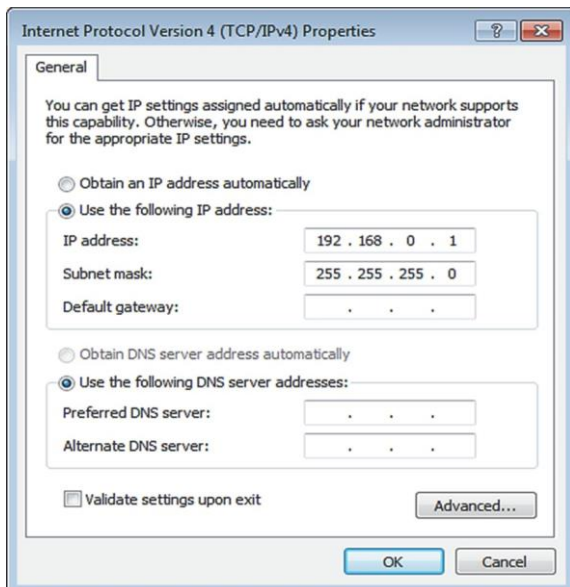 Internet Protocol Version 4 (TCP/IPv4) Properties
General
You can get IP settings assigned automatically if your network supports
this capability. Otherwise, you need to ask your network administrator
for the appropriate IP settings.
Obtain an IP address automatically
Use the following IP address:
IP address: 192 . 168 . 0 . 1
Subnet mask: 255 . 255 . 255 . 0
Default gateway: . . .
Obtain DNS server address automatically
Use the following DNS server addresses:
Preferred DNS server: . . .
Alternate DNS server: . . .
Validate settings upon exit
Advanced...
OK Cancel